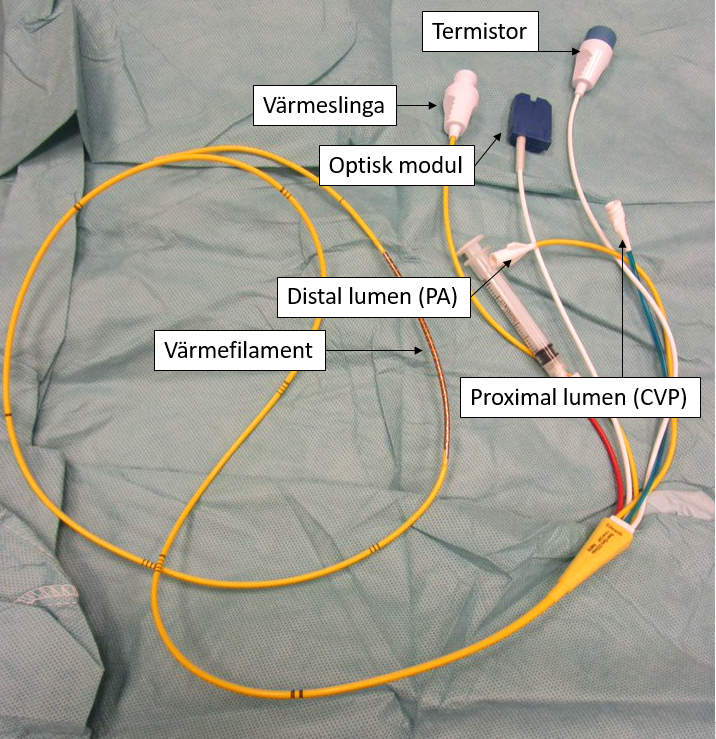 Termistor
Värmeslinga
Optisk modul
Distal lumen (PA)
Värmefilament
Proximal lumen (CVP)